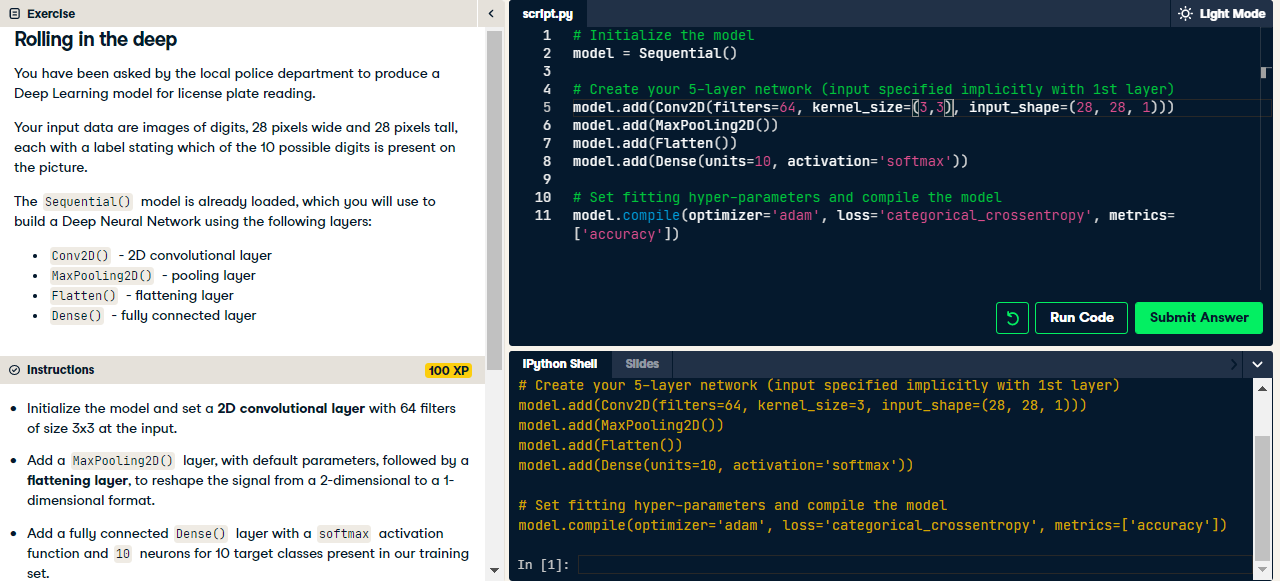 Exercise
Rolling in the deep
You have been asked by the local police department to produce a
Deep Learning model for license plate reading.
Your input data are images of digits, 28 pixels wide and 28 pixels tall,
each with a label stating which of the 10 possible digits is present on
the picture.
The Sequential() model is already loaded, which you will use to
build a Deep Neural Network using the following layers:
• Conv2D() - 2D convolutional layer
• MaxPooling2D() - pooling layer
• Flatten() - flattening layer
• Dense() - fully connected layer
Instructions
100 XP
• Initialize the model and set a 2D convolutional layer with 64 filters
of size 3x3 at the input.
• Add a MaxPooling2D() layer, with default parameters, followed by a
flattening layer, to reshape the signal from a 2-dimensional to a 1-
dimensional format.
• Add a fully connected Dense() layer with a softmax activation
function and 10 neurons for 10 target classes present in our training
set.
script.py
Light Mode
1 # Initialize the model
2 model = Sequential()
3
4 # Create your 5-layer network (input specified implicitly with 1st layer)
5 model.add(Conv2D(filters=64, kernel_size=(3,3), input_shape=(28, 28, 1)))
6 model.add(MaxPooling2D())
7 model.add(Flatten())
8 model.add(Dense(units=10, activation='softmax'))
9
10 # Set fitting hyper-parameters and compile the model
11 model.compile(optimizer='adam', loss='categorical_crossentropy', metrics=
['accuracy'])
Run Code
Submit Answer
IPython Shell
Slides
# Create your 5-layer network (input specified implicitly with 1st layer)
model.add(Conv2D(filters=64, kernel_size=3, input_shape=(28, 28, 1)))
model.add(MaxPooling2D())
model.add(Flatten())
model.add(Dense(units=10, activation='softmax'))
# Set fitting hyper-parameters and compile the model
model.compile(optimizer='adam', loss='categorical_crossentropy', metrics=['accuracy'])
In [1]: